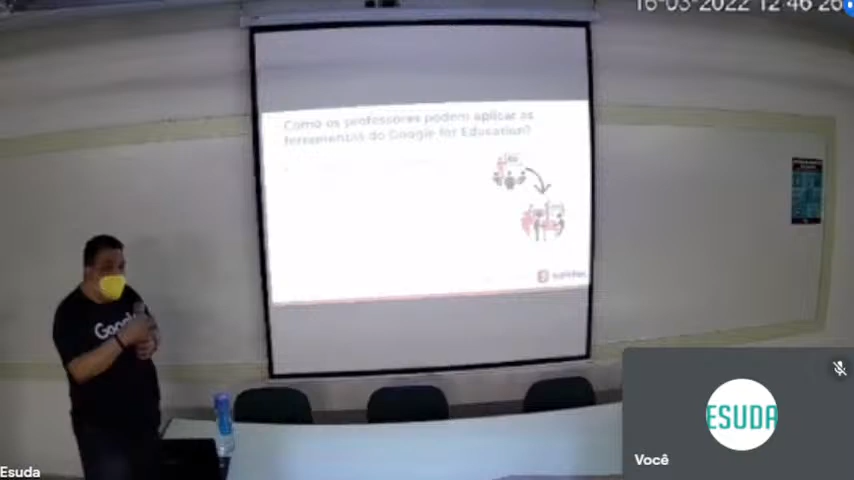 16-03-2022 12:46:26
Como os professores podem aplicar as
ferramentas do Google for Education?
Google
ESUDA
Você
Esuda